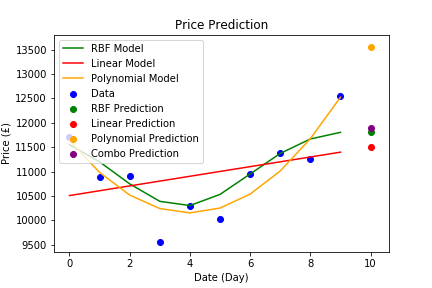 Price Prediction
Price (£)
13500
13000
12500
12000
11500
11000
10500
10000
9500
RBF Model
Linear Model
Polynomial Model
Data
RBF Prediction
Linear Prediction
Polynomial Prediction
Combo Prediction
0 2 4 6 8 10
Date (Day)